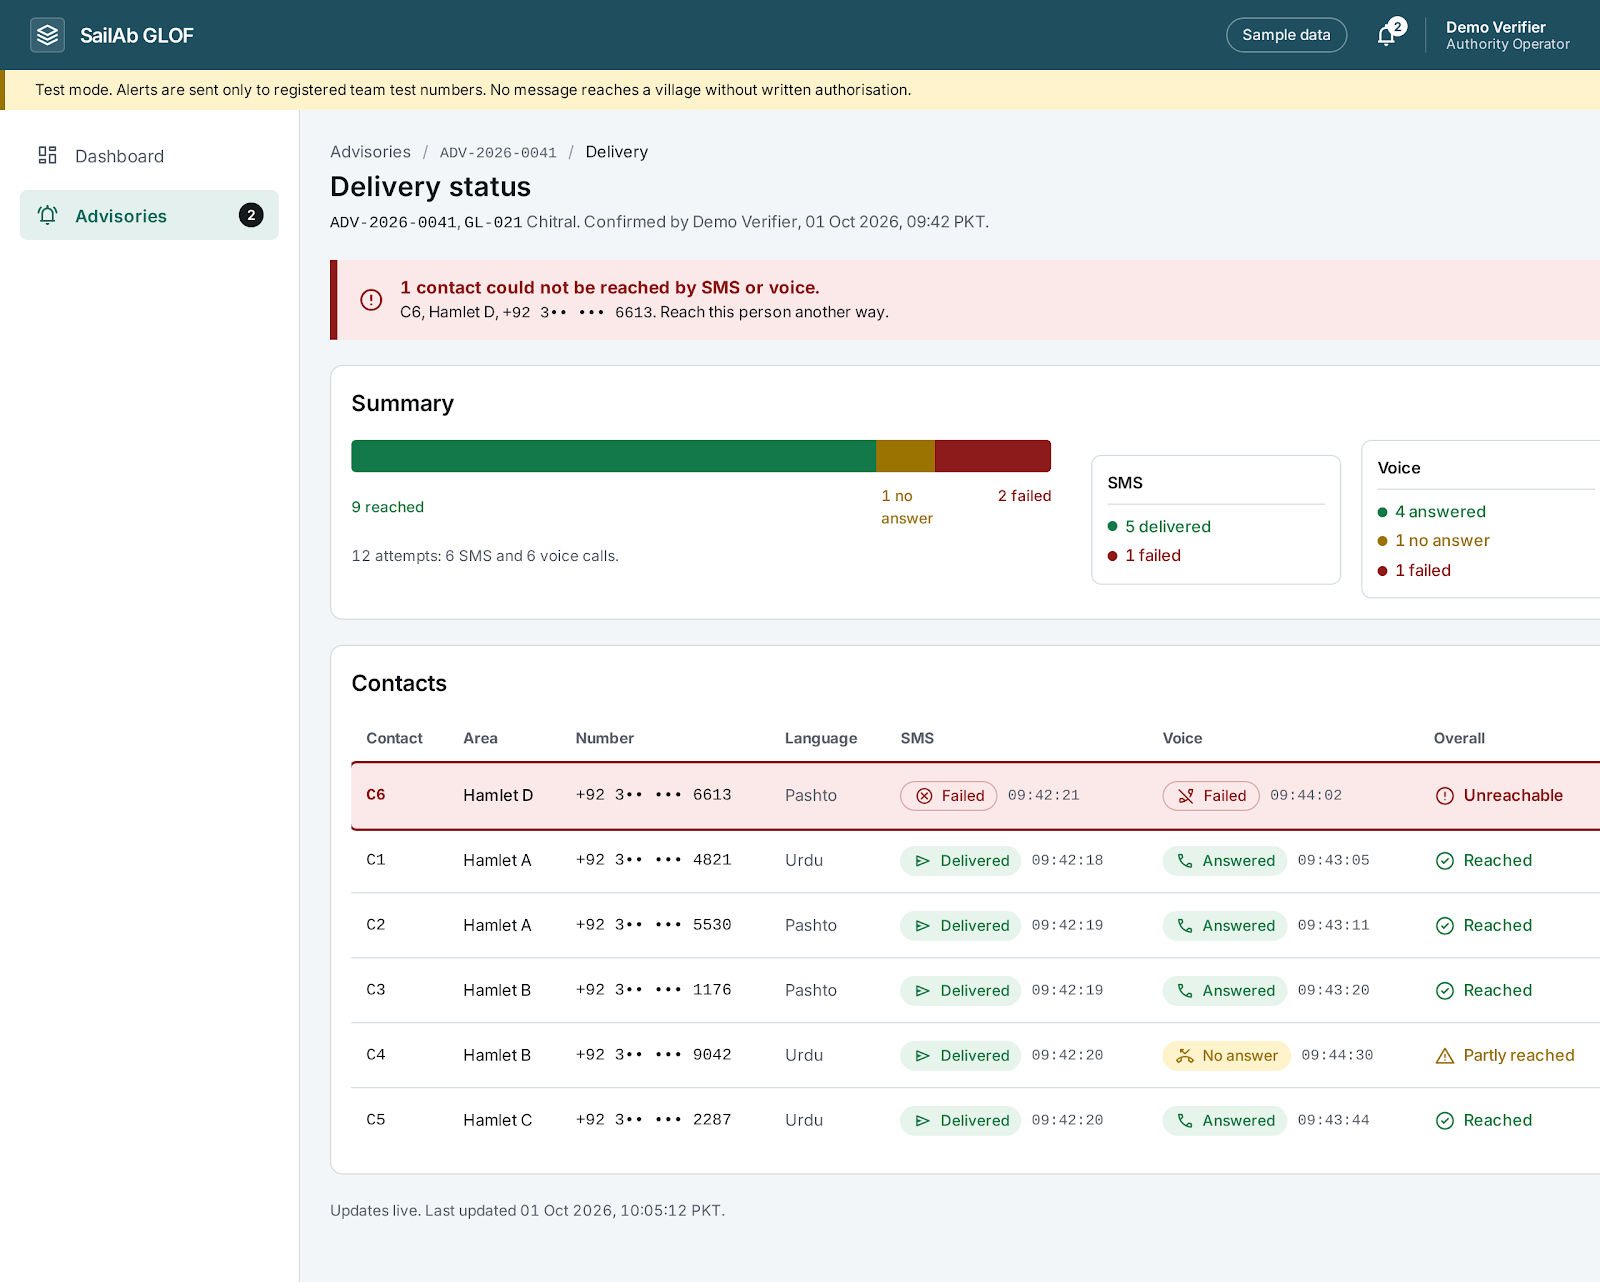 SailAb GLOF
Sample data
2
Demo Verifier
Authority Operator
Test mode. Alerts are sent only to registered team test numbers. No message reaches a village without written authorisation.
Dashboard
Advisories 2
Advisories / ADV-2026-0041 / Delivery
Delivery status
ADV-2026-0041, GL-021 Chitral. Confirmed by Demo Verifier, 01 Oct 2026, 09:42 PKT.
1 contact could not be reached by SMS or voice.
C6, Hamlet D, +92 3•• ••• 6613. Reach this person another way.
Summary
9 reached
1 no
answer
2 failed
12 attempts: 6 SMS and 6 voice calls.
SMS
5 delivered
1 failed
Voice
4 answered
1 no answer
1 failed
Contacts
Contact Area Number Language SMS Voice Overall
C6 Hamlet D +92 3•• ••• 6613 Pashto Failed 09:42:21 Failed 09:44:02 Unreachable
C1 Hamlet A +92 3•• ••• 4821 Urdu Delivered 09:42:18 Answered 09:43:05 Reached
C2 Hamlet A +92 3•• ••• 5530 Pashto Delivered 09:42:19 Answered 09:43:11 Reached
C3 Hamlet B +92 3•• ••• 1176 Pashto Delivered 09:42:19 Answered 09:43:20 Reached
C4 Hamlet B +92 3•• ••• 9042 Urdu Delivered 09:42:20 No answer 09:44:30 Partly reached
C5 Hamlet C +92 3•• ••• 2287 Urdu Delivered 09:42:20 Answered 09:43:44 Reached
Updates live. Last updated 01 Oct 2026, 10:05:12 PKT.